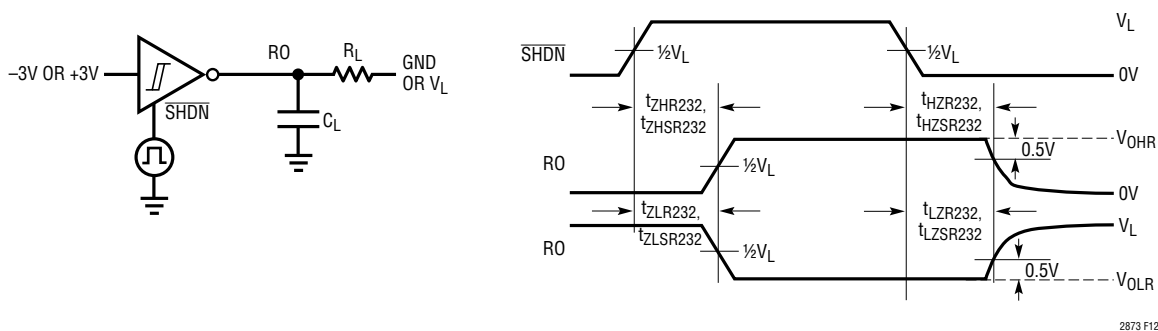 –3V OR +3V
SHDN
RO
R_L
GND
OR V_L
C_L
SHDN
½V_L
½V_L
V_L
0V
t_ZHR232,
t_ZHSR232
t_HZR232,
t_HZSR232
RO
½V_L
V_OHR
0.5V
0V
t_ZLR232,
t_ZLSR232
t_LZR232,
t_LZSR232
RO
½V_L
V_L
0.5V
V_OLR
2873 F12